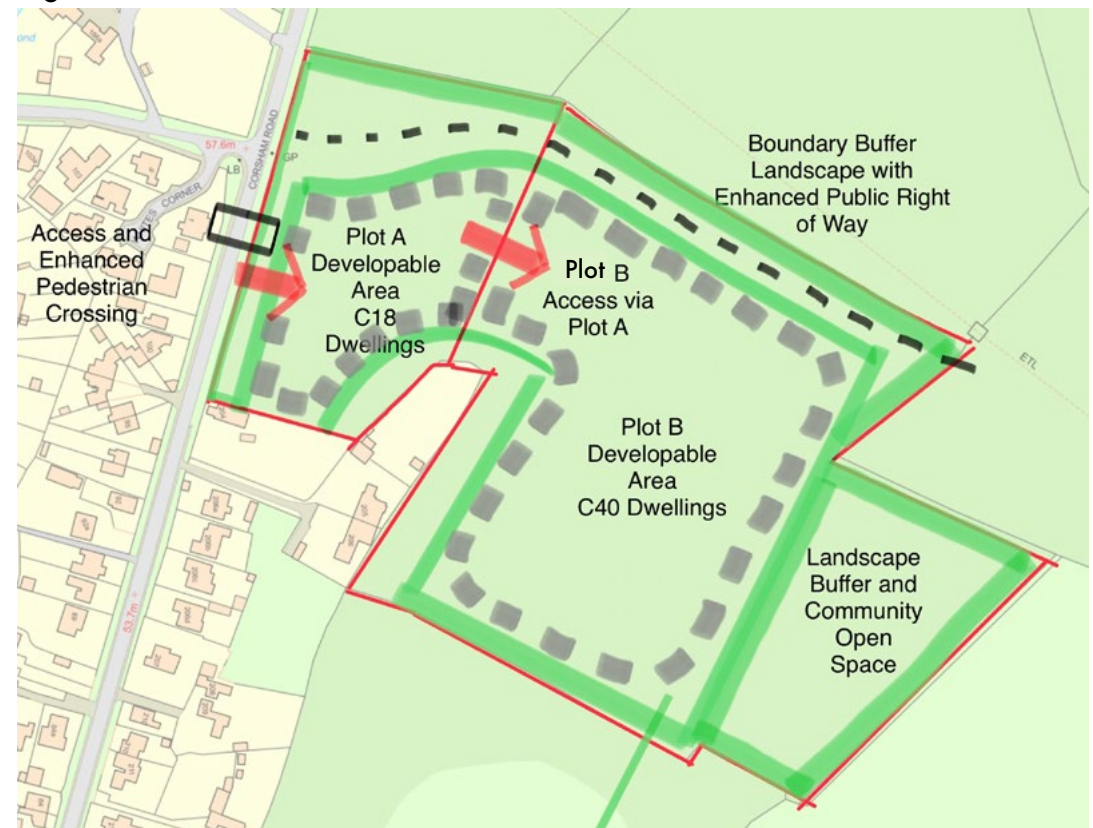 ond
57.6m
LB
GP
CORSHAM ROAD
CORNER
Boundary Buffer
Landscape with
Enhanced Public Right
of Way
Access and
Enhanced
Pedestrian
Crossing
Plot A
Developable
Area
C18
Dwellings
Plot B
Access via
Plot A
ETL
Plot B
Developable
Area
C40 Dwellings
Landscape
Buffer and
Community
Open
Space
53.7m